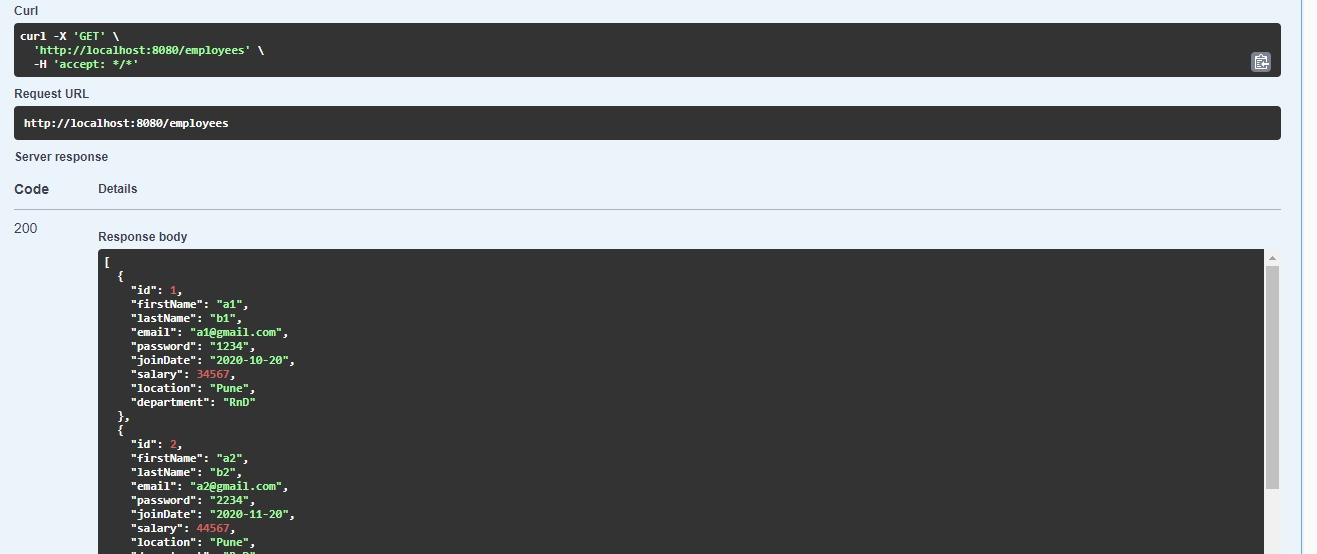 Curl
curl -X 'GET' \
  'http://localhost:8080/employees' \
  -H 'accept: */*'
Request URL
http://localhost:8080/employees
Server response
Code Details
200
Response body
[
  {
    "id": 1,
    "firstName": "a1",
    "lastName": "b1",
    "email": "a1@gmail.com",
    "password": "1234",
    "joinDate": "2020-10-20",
    "salary": 34567,
    "location": "Pune",
    "department": "RnD"
  },
  {
    "id": 2,
    "firstName": "a2",
    "lastName": "b2",
    "email": "a2@gmail.com",
    "password": "2234",
    "joinDate": "2020-11-20",
    "salary": 44567,
    "location": "Pune",